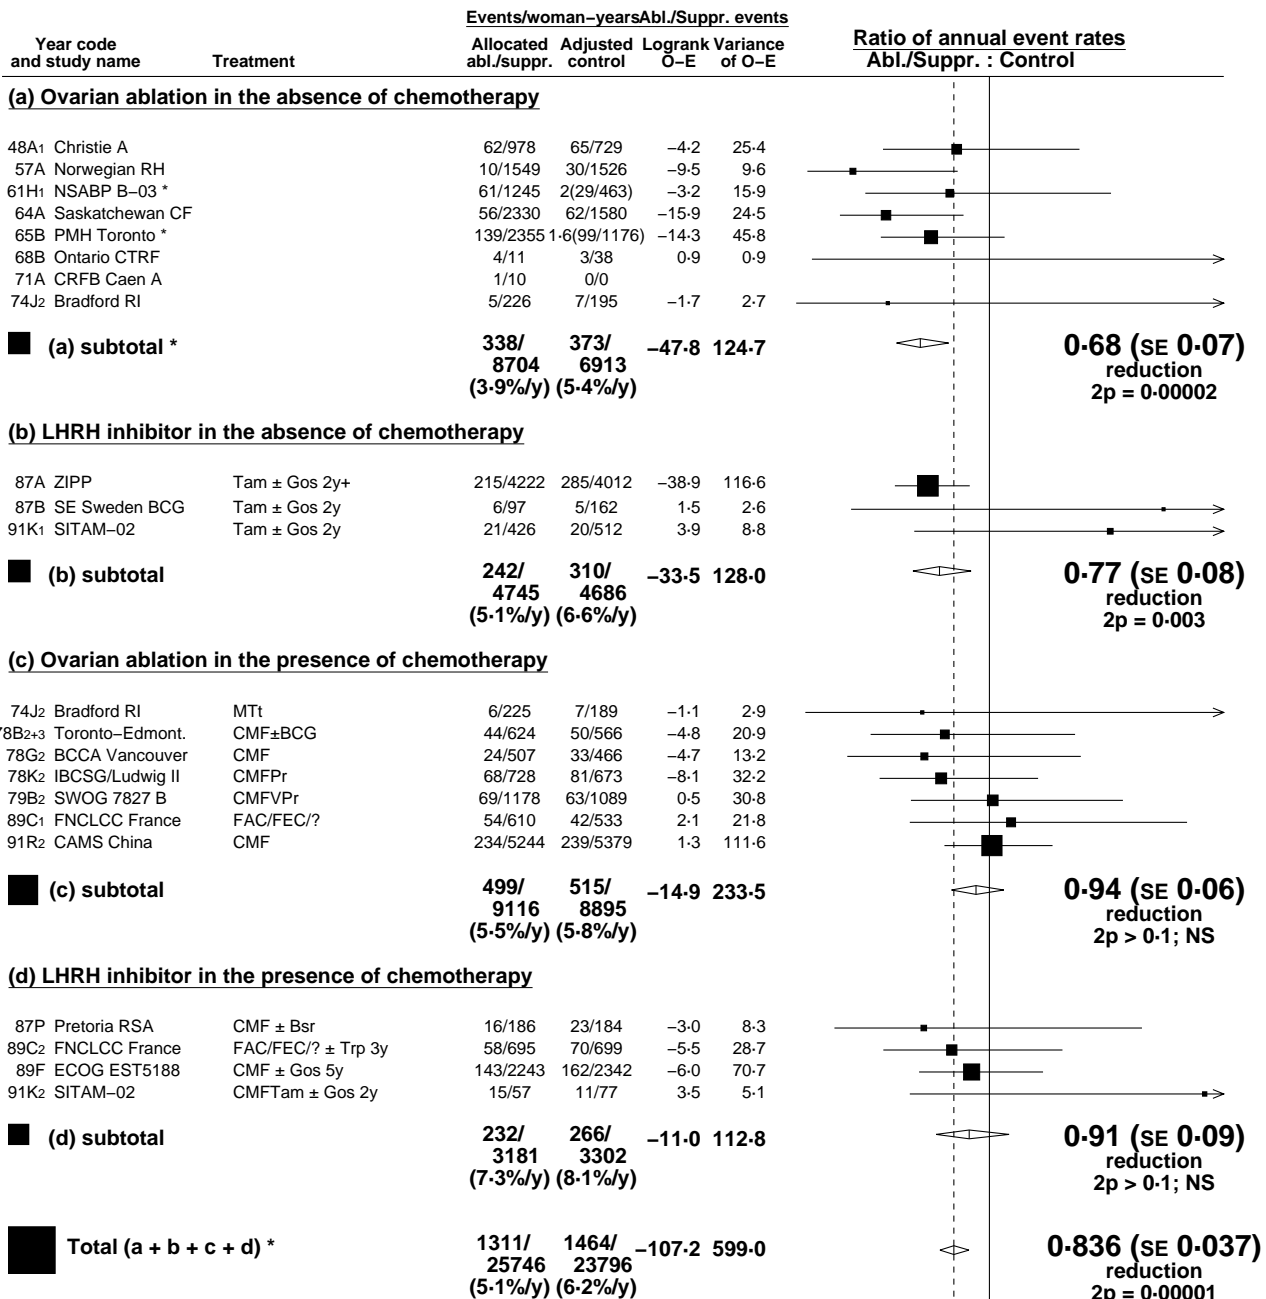 Events/woman−years Abl./Suppr. events
Year code and study name Treatment Allocated abl./suppr. Adjusted control Logrank O−E Variance of O−E Ratio of annual event rates Abl./Suppr. : Control
(a) Ovarian ablation in the absence of chemotherapy
48A1 Christie A 62/978 65/729 −4·2 25·4
57A Norwegian RH 10/1549 30/1526 −9·5 9·6
61H1 NSABP B−03 * 61/1245 2(29/463) −3·2 15·9
64A Saskatchewan CF 56/2330 62/1580 −15·9 24·5
65B PMH Toronto * 139/2355 1·6(99/1176) −14·3 45·8
68B Ontario CTRF 4/11 3/38 0·9 0·9
71A CRFB Caen A 1/10 0/0
74J2 Bradford RI 5/226 7/195 −1·7 2·7
(a) subtotal * 338/ 373/ −47·8 124·7 0·68 (SE 0·07)
8704 6913 reduction
(3·9%/y) (5·4%/y) 2p = 0·00002
(b) LHRH inhibitor in the absence of chemotherapy
87A ZIPP Tam ± Gos 2y+ 215/4222 285/4012 −38·9 116·6
87B SE Sweden BCG Tam ± Gos 2y 6/97 5/162 1·5 2·6
91K1 SITAM−02 Tam ± Gos 2y 21/426 20/512 3·9 8·8
(b) subtotal 242/ 310/ −33·5 128·0 0·77 (SE 0·08)
4745 4686 reduction
(5·1%/y) (6·6%/y) 2p = 0·003
(c) Ovarian ablation in the presence of chemotherapy
74J2 Bradford RI MTt 6/225 7/189 −1·1 2·9
78B2+3 Toronto−Edmont. CMF±BCG 44/624 50/566 −4·8 20·9
78G2 BCCA Vancouver CMF 24/507 33/466 −4·7 13·2
78K2 IBCSG/Ludwig II CMFPr 68/728 81/673 −8·1 32·2
79B2 SWOG 7827 B CMFVPr 69/1178 63/1089 0·5 30·8
89C1 FNCLCC France FAC/FEC/? 54/610 42/533 2·1 21·8
91R2 CAMS China CMF 234/5244 239/5379 1·3 111·6
(c) subtotal 499/ 515/ −14·9 233·5 0·94 (SE 0·06)
9116 8895 reduction
(5·5%/y) (5·8%/y) 2p > 0·1; NS
(d) LHRH inhibitor in the presence of chemotherapy
87P Pretoria RSA CMF ± Bsr 16/186 23/184 −3·0 8·3
89C2 FNCLCC France FAC/FEC/? ± Trp 3y 58/695 70/699 −5·5 28·7
89F ECOG EST5188 CMF ± Gos 5y 143/2243 162/2342 −6·0 70·7
91K2 SITAM−02 CMFTam ± Gos 2y 15/57 11/77 3·5 5·1
(d) subtotal 232/ 266/ −11·0 112·8 0·91 (SE 0·09)
3181 3302 reduction
(7·3%/y) (8·1%/y) 2p > 0·1; NS
Total (a + b + c + d) * 1311/ 1464/ −107·2 599·0 0·836 (SE 0·037)
25746 23796 reduction
(5·1%/y) (6·2%/y) 2p = 0·00001